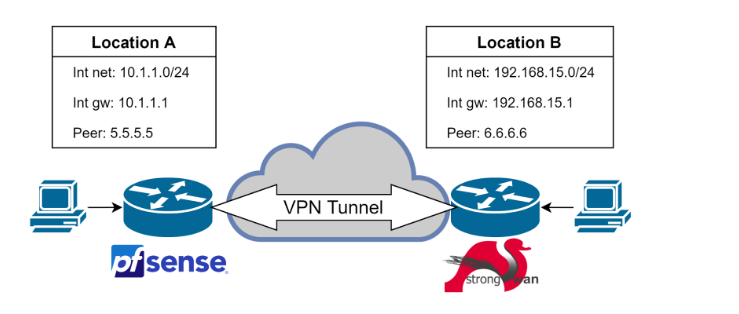 Location A
Int net: 10.1.1.0/24
Int gw: 10.1.1.1
Peer: 5.5.5.5
Location B
Int net: 192.168.15.0/24
Int gw: 192.168.15.1
Peer: 6.6.6.6
VPN Tunnel
pfsense
strong an